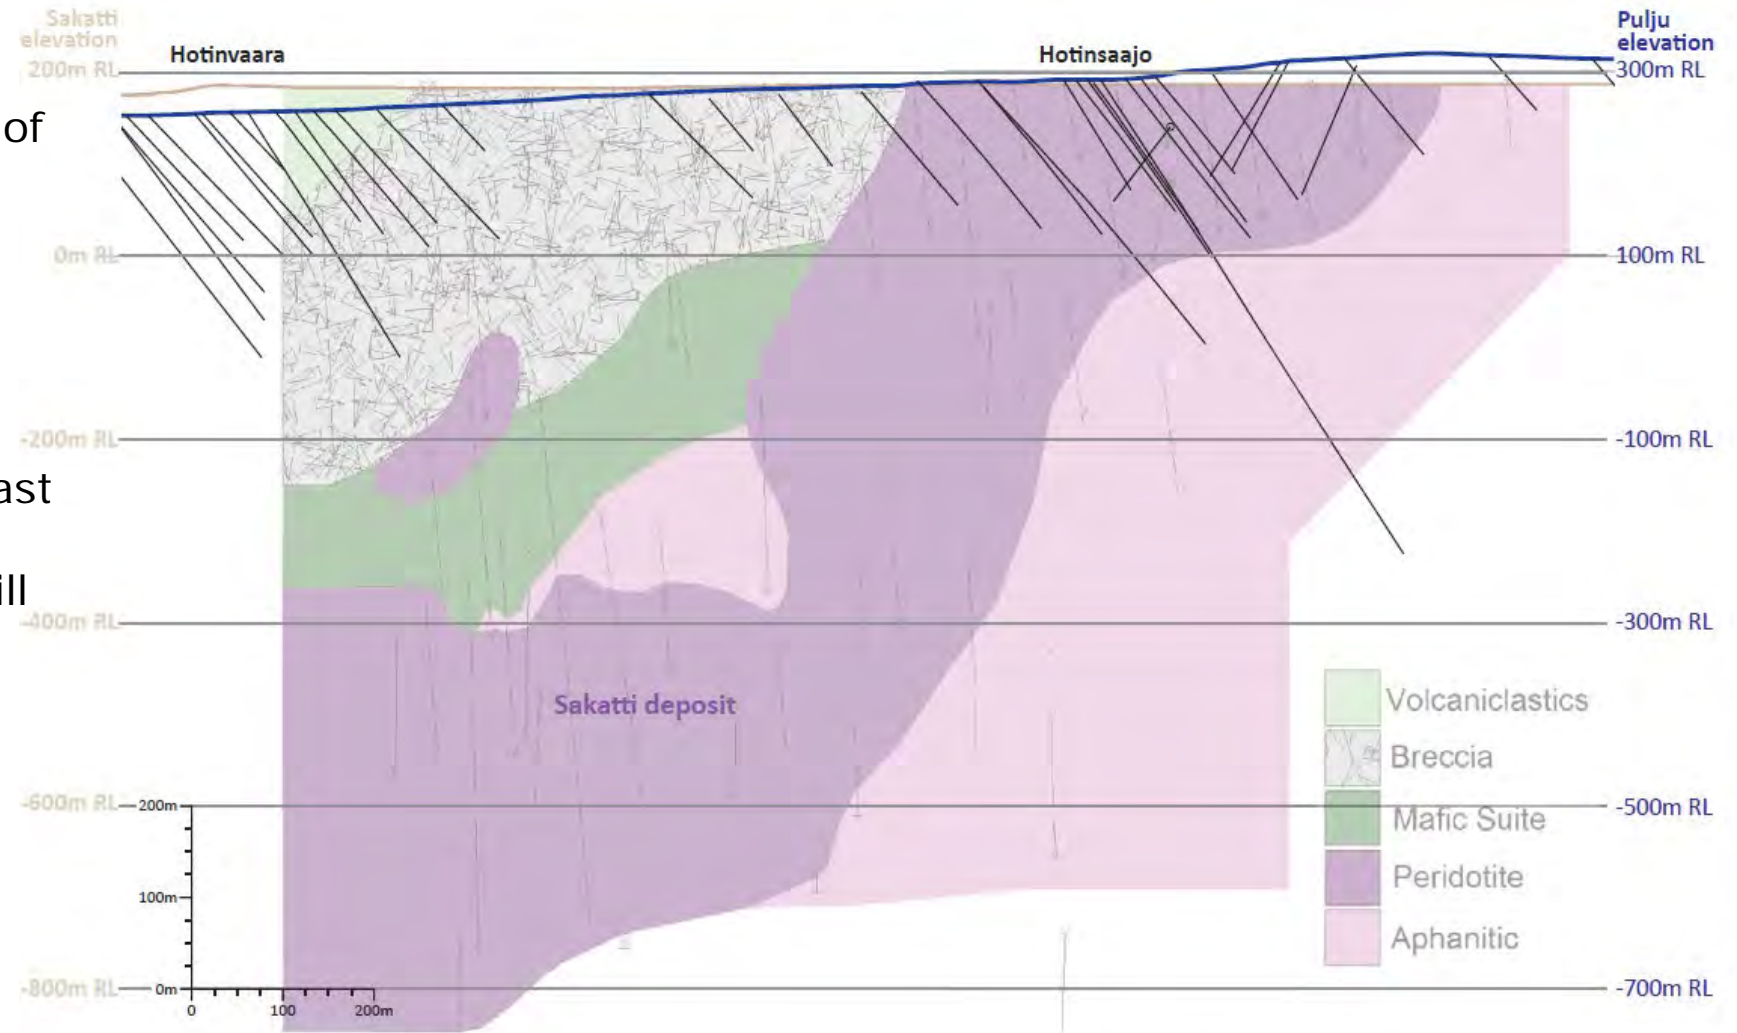 Sakatti
elevation
Pulju
elevation
Hotinvaara
Hotinsaajo
200m RL
300m RL
of
0m RL
100m RL
-200m RL
-100m RL
ast
ill
-400m RL
-300m RL
Sakatti deposit
Volcaniclastics
Breccia
Mafic Suite
Peridotite
Aphanitic
-600m RL
200m
-500m RL
100m
-800m RL
0m
-700m RL
0
100
200m